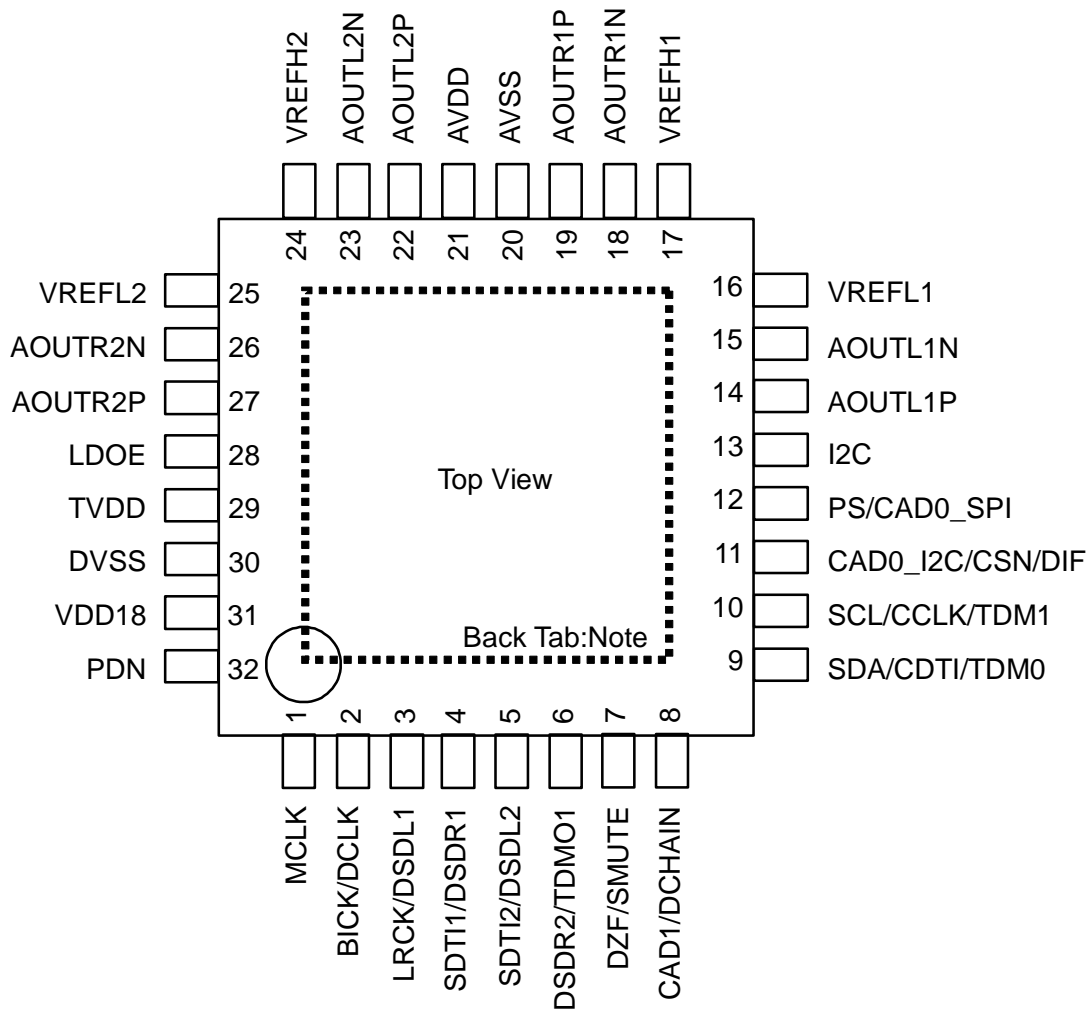 VREFH2
AOUTL2N
AOUTL2P
AVDD
AVSS
AOUTR1P
AOUTR1N
VREFH1
24
23
22
21
20
19
18
17
VREFL2 25
AOUTR2N 26
AOUTR2P 27
LDOE 28
TVDD 29
DVSS 30
VDD18 31
PDN 32
Top View
Back Tab:Note
16 VREFL1
15 AOUTL1N
14 AOUTL1P
13 I2C
12 PS/CAD0_SPI
11 CAD0_I2C/CSN/DIF
10 SCL/CCLK/TDM1
9 SDA/CDTI/TDM0
1
2
3
4
5
6
7
8
MCLK
BICK/DCLK
LRCK/DSDL1
SDTI1/DSDR1
SDTI2/DSDL2
DSDR2/TDMO1
DZF/SMUTE
CAD1/DCHAIN